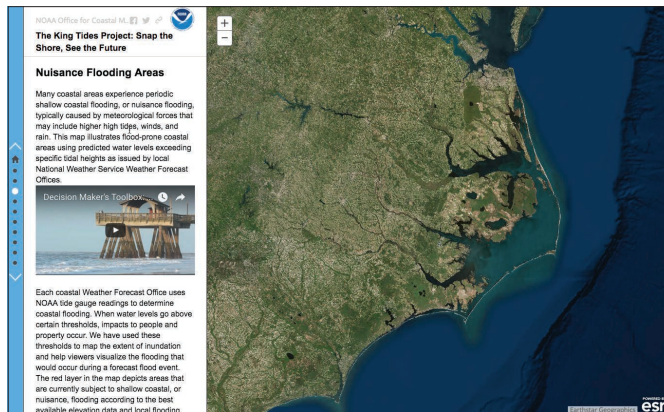 NOAA Office for Coastal M..
The King Tides Project: Snap the
Shore, See the Future
Nuisance Flooding Areas
Many coastal areas experience periodic
shallow coastal flooding, or nuisance flooding,
typically caused by meteorological forces that
may include higher high tides, winds, and
rain. This map illustrates flood-prone coastal
areas using predicted water levels exceeding
specific tidal heights as issued by local
National Weather Service Weather Forecast
Offices.
Decision Maker's Toolbox:
Each coastal Weather Forecast Office uses
NOAA tide gauge readings to determine
coastal flooding. When water levels go above
certain thresholds, impacts to people and
property occur. We have used these
thresholds to map the extent of inundation
and help viewers visualize the flooding that
would occur during a forecast flood event.
The red layer in the map depicts areas that
are currently subject to shallow coastal, or
nuisance, flooding according to the best
available elevation data and local flooding
+
−
Earthstar Geographics
POWERED BY
esri